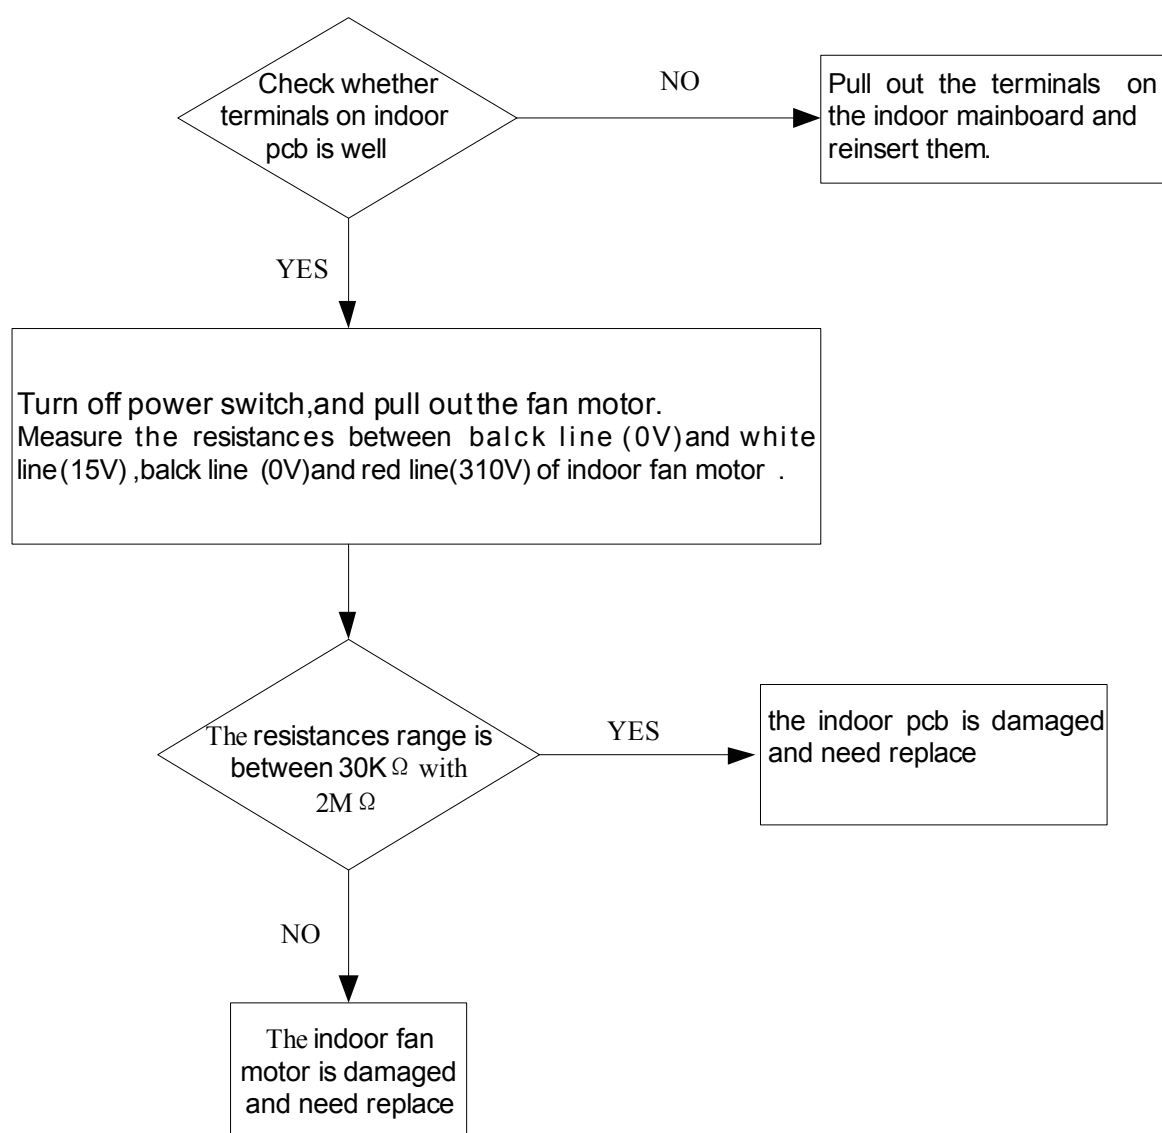 Check whether
terminals on indoor
pcb is well
NO
Pull out the terminals on
the indoor mainboard and
reinsert them.
YES
Turn off power switch,and pull out the fan motor.
Measure the resistances between balck line (0V)and white
line(15V) ,balck line (0V)and red line(310V) of indoor fan motor .
The resistances range is
between 30KΩ with
2MΩ
YES
the indoor pcb is damaged
and need replace
NO
The indoor fan
motor is damaged
and need replace